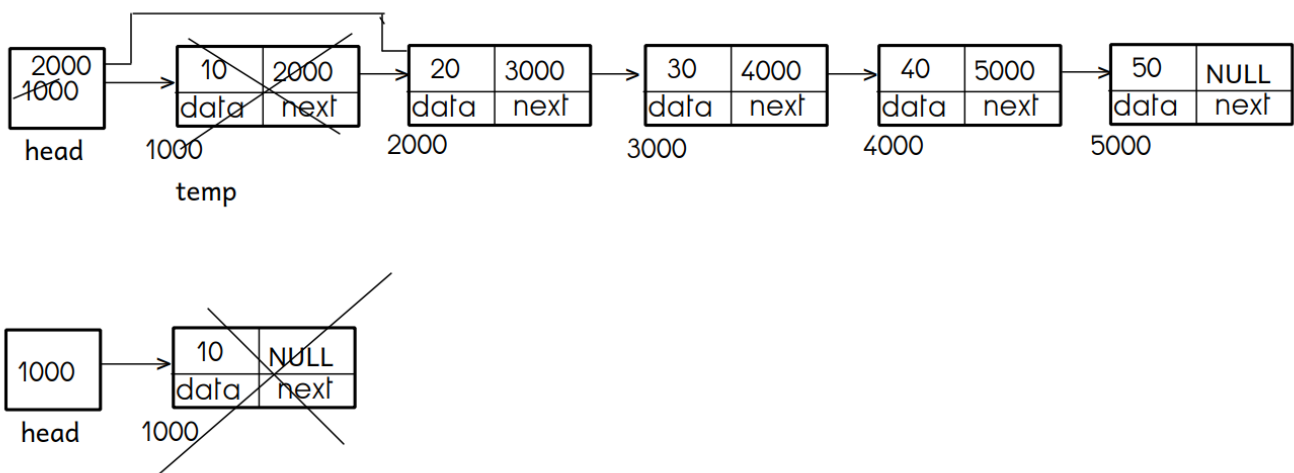 2000
1000
head
10 2000
data next
1000
temp
20 3000
data next
2000
30 4000
data next
3000
40 5000
data next
4000
50 NULL
data next
5000
1000
head
10 NULL
data next
1000